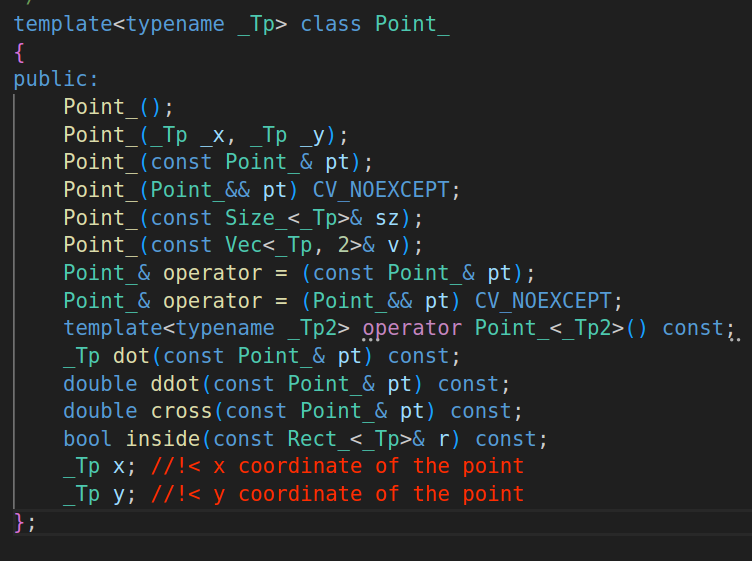 template<typename _Tp> class Point_
{
public:
    Point_();
    Point_(_Tp _x, _Tp _y);
    Point_(const Point_& pt);
    Point_(Point_&& pt) CV_NOEXCEPT;
    Point_(const Size_<_Tp>& sz);
    Point_(const Vec<_Tp, 2>& v);
    Point_& operator = (const Point_& pt);
    Point_& operator = (Point_&& pt) CV_NOEXCEPT;
    template<typename _Tp2> operator Point_<_Tp2>() const;
    _Tp dot(const Point_& pt) const;
    double ddot(const Point_& pt) const;
    double cross(const Point_& pt) const;
    bool inside(const Rect_<_Tp>& r) const;
    _Tp x; //!< x coordinate of the point
    _Tp y; //!< y coordinate of the point
};